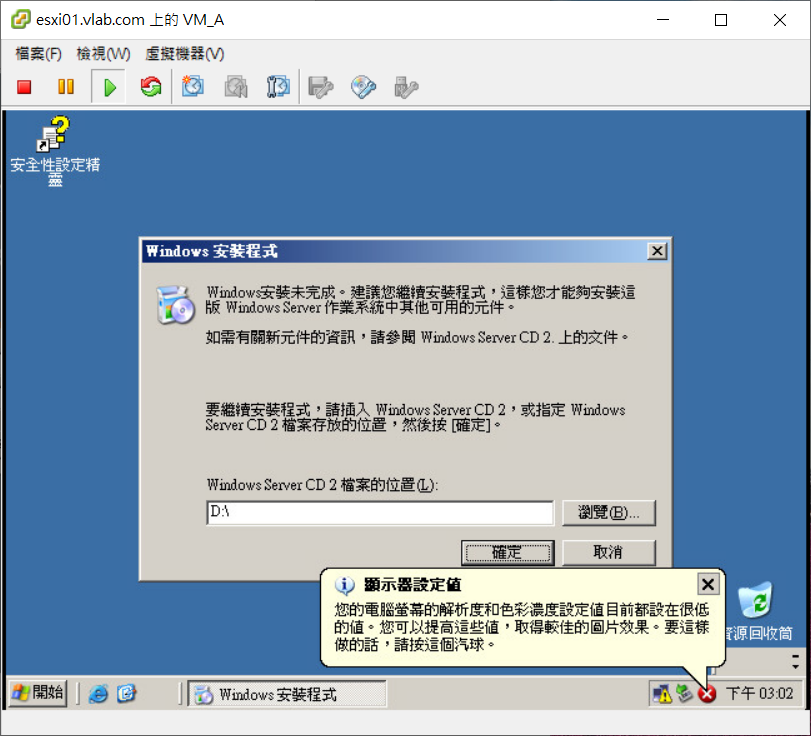 esxi01.vlab.com 上的 VM_A
檔案(F) 檢視(W) 虛擬機器(V)
安全性設定精
靈
Windows 安裝程式
Windows安裝未完成。建議您繼續安裝程式，這樣您才能夠安裝這
版 Windows Server 作業系統中其他可用的元件。
如需有關新元件的資訊，請參閱 Windows Server CD 2. 上的文件。
要繼續安裝程式，請插入 Windows Server CD 2，或指定 Windows
Server CD 2 檔案存放的位置，然後按 [確定]。
Windows Server CD 2 檔案的位置(L):
D:\
瀏覽(B)...
確定
取消
顯示器設定值
您的電腦螢幕的解析度和色彩濃度設定值目前都設在很低
的值。您可以提高這些值，取得較佳的圖片效果。要這樣
做的話，請按這個汽球。
資源回收筒
開始
Windows 安裝程式
下午 03:02